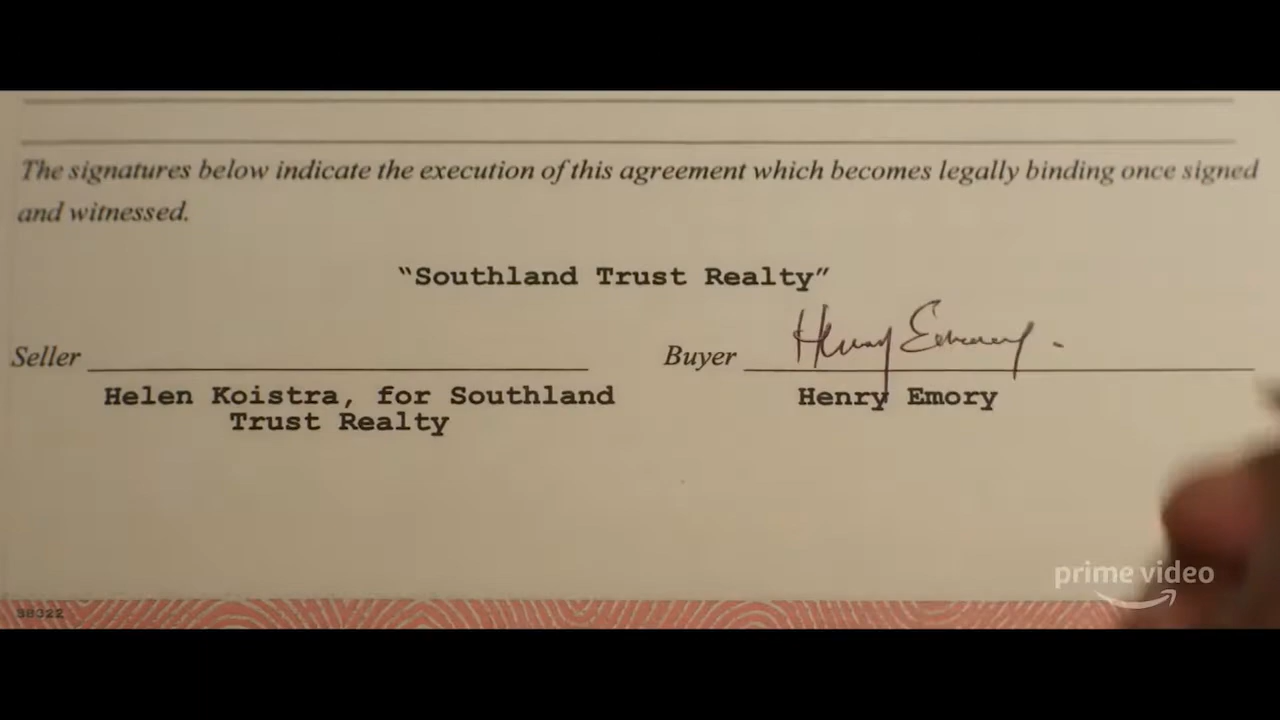 The signatures below indicate the execution of this agreement which becomes legally binding once signed
and witnessed.
“Southland Trust Realty”
Seller
Buyer
Henry Emory
Helen Koistra, for Southland
Trust Realty
Henry Emory
prime video
38322